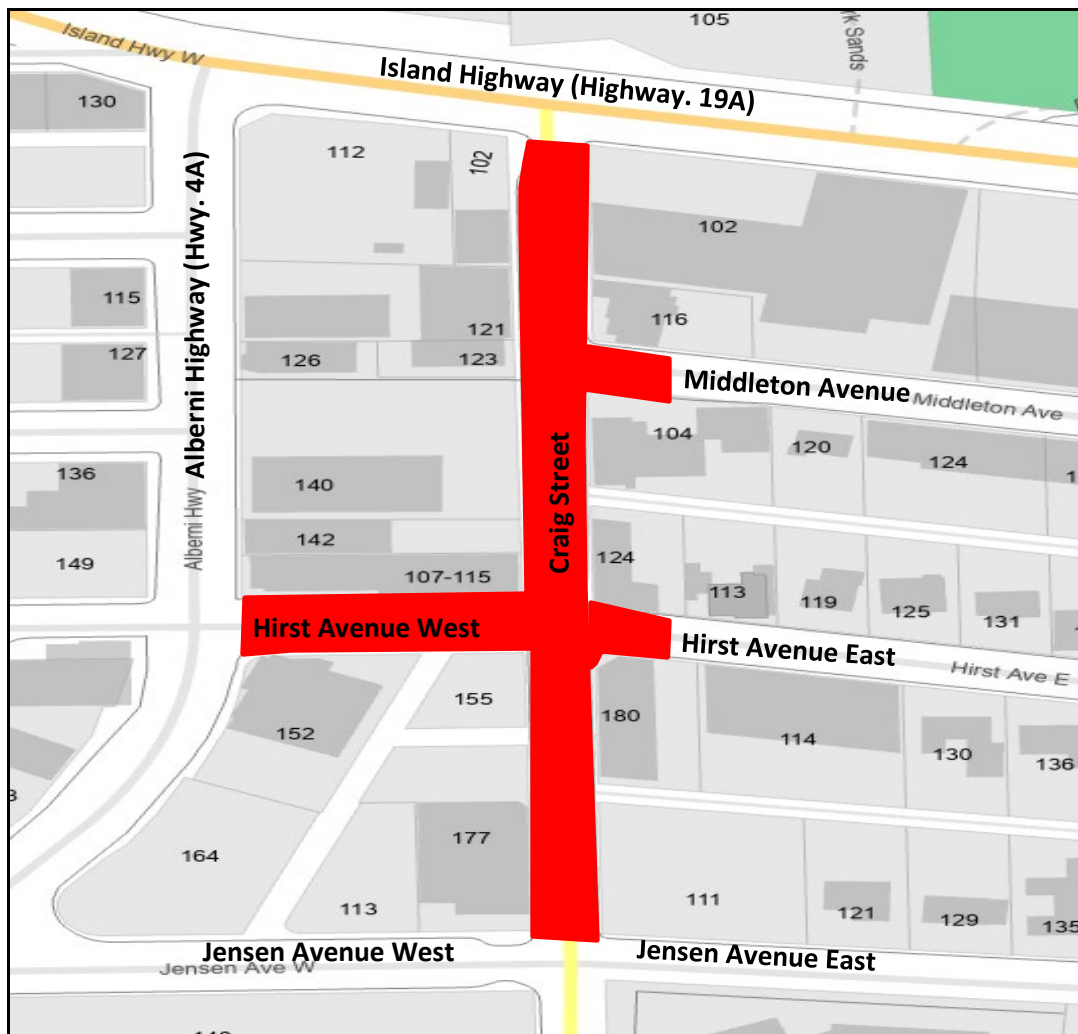 105
rk Sands
Island Hwy W
Island Highway (Highway. 19A)
130
112
102
Alberni Highway (Hwy. 4A)
102
115
121
116
127
126
123
Middleton Avenue
Middleton Ave
104
120
124
136
140
Craig Street
Alberni Hwy
142
124
149
107-115
113
119
125
131
Hirst Avenue West
Hirst Avenue East
Hirst Ave E
155
180
152
114
130
136
177
164
111
113
121
129
135
Jensen Avenue West
Jensen Avenue East
Jensen Ave W